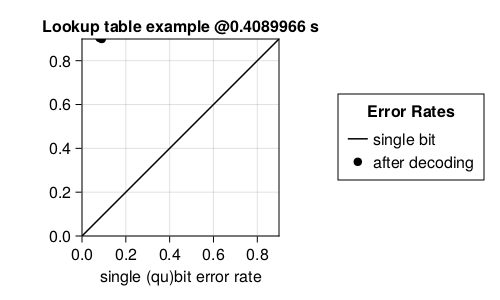 Lookup table example @0.4089966 s
0.8
0.6
0.4
0.2
0.0
0.0 0.2 0.4 0.6 0.8
single (qu)bit error rate
Error Rates
single bit
after decoding